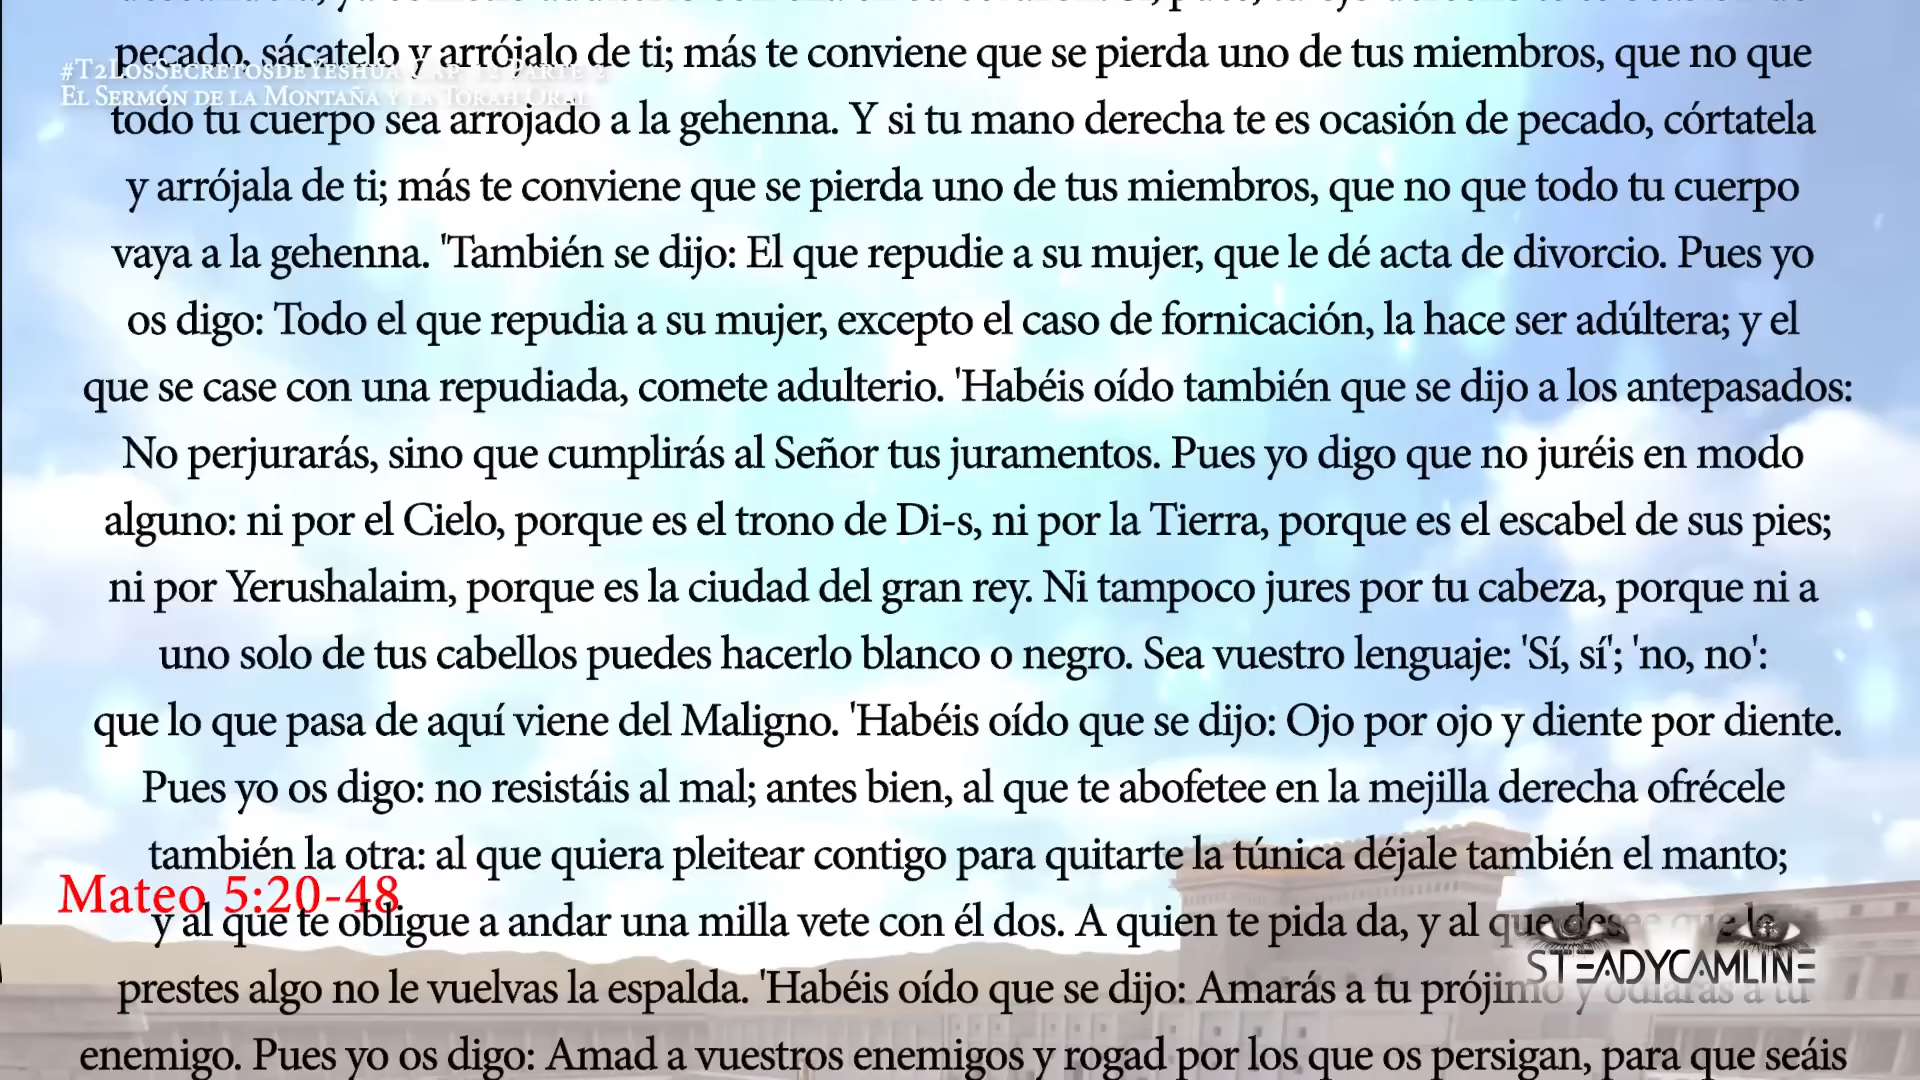 pecado, sácatelo y arrójalo de ti; más te conviene que se pierda uno de tus miembros, que no que
#T2LosSecretosdeYeshúa Cap. 12 Parte 2
El Sermón de la Montaña y la Torah Oral
todo tu cuerpo sea arrojado a la gehenna. Y si tu mano derecha te es ocasión de pecado, córtatela
y arrójala de ti; más te conviene que se pierda uno de tus miembros, que no que todo tu cuerpo
vaya a la gehenna. 'También se dijo: El que repudie a su mujer, que le dé acta de divorcio. Pues yo
os digo: Todo el que repudia a su mujer, excepto el caso de fornicación, la hace ser adúltera; y el
que se case con una repudiada, comete adulterio. 'Habéis oído también que se dijo a los antepasados:
No perjurarás, sino que cumplirás al Señor tus juramentos. Pues yo digo que no juréis en modo
alguno: ni por el Cielo, porque es el trono de Di-s, ni por la Tierra, porque es el escabel de sus pies;
ni por Yerushalaim, porque es la ciudad del gran rey. Ni tampoco jures por tu cabeza, porque ni a
uno solo de tus cabellos puedes hacerlo blanco o negro. Sea vuestro lenguaje: 'Sí, sí'; 'no, no':
que lo que pasa de aquí viene del Maligno. 'Habéis oído que se dijo: Ojo por ojo y diente por diente.
Pues yo os digo: no resistáis al mal; antes bien, al que te abofetee en la mejilla derecha ofrécele
también la otra: al que quiera pleitear contigo para quitarte la túnica déjale también el manto;
Mateo 5:20-48
y al que te obligue a andar una milla vete con él dos. A quien te pida da, y al que desee que le
STEADYCAMLINE
prestes algo no le vuelvas la espalda. 'Habéis oído que se dijo: Amarás a tu prójimo y odiarás a tu
enemigo. Pues yo os digo: Amad a vuestros enemigos y rogad por los que os persigan, para que seáis